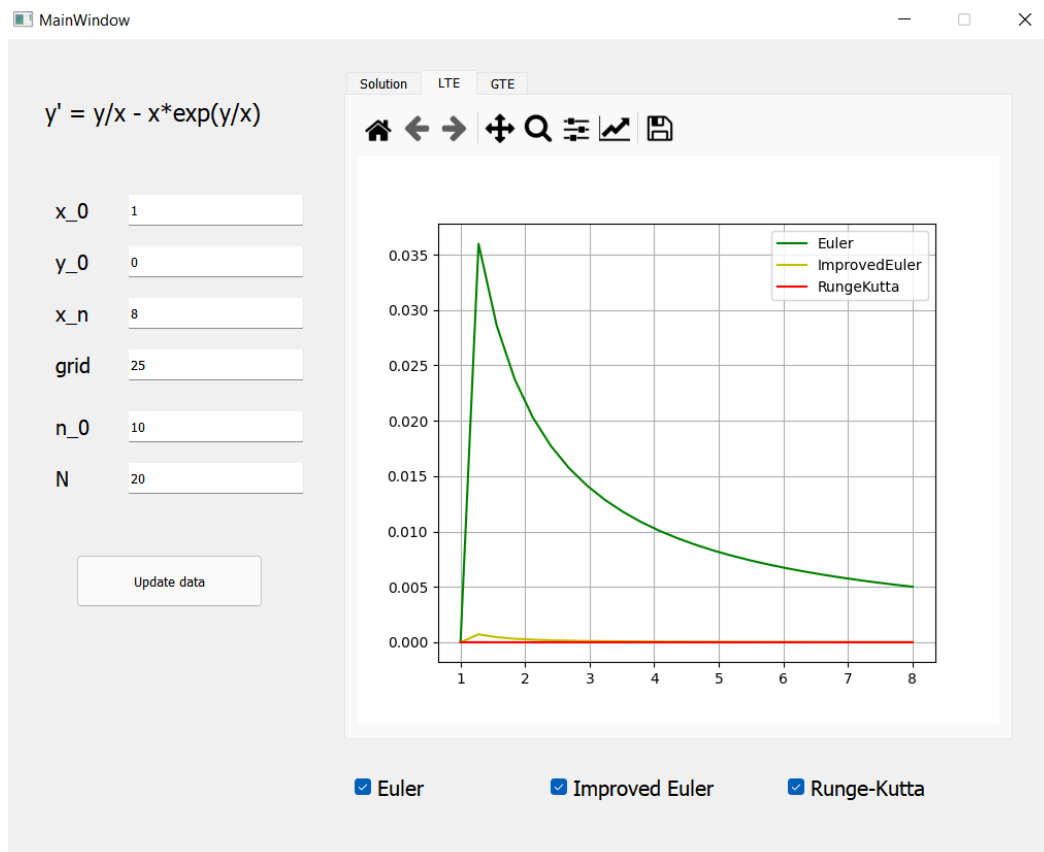 MainWindow
y' = y/x - x*exp(y/x)
x_0
1
y_0
0
x_n
8
grid
25
n_0
10
N
20
Update data
Solution
LTE
GTE
Euler
ImprovedEuler
RungeKutta
0.035
0.030
0.025
0.020
0.015
0.010
0.005
0.000
1 2 3 4 5 6 7 8
Euler
Improved Euler
Runge-Kutta